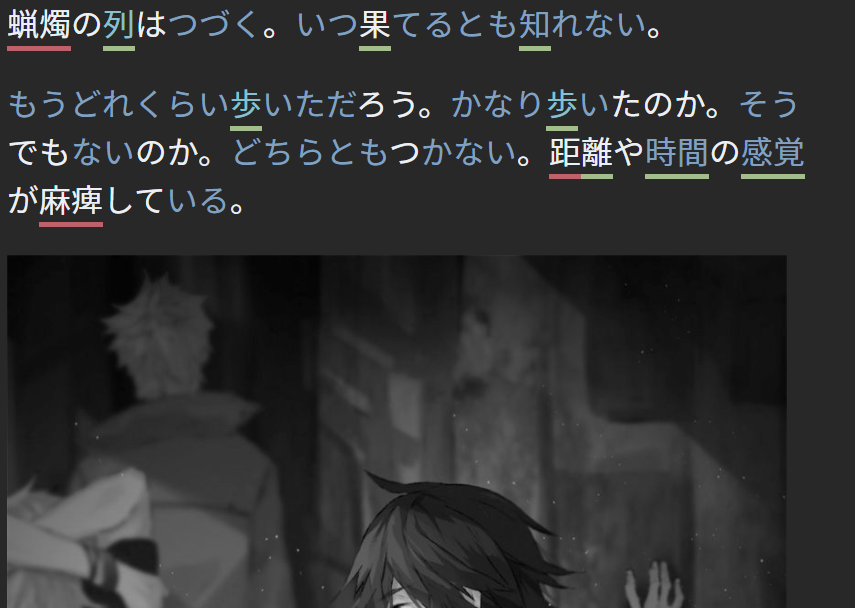 蝋燭の列はつづく。いつ果てるとも知れない。
もうどれくらい歩いただろう。かなり歩いたのか。そう
でもないのか。どちらともつかない。距離や時間の感覚
が麻痺している。